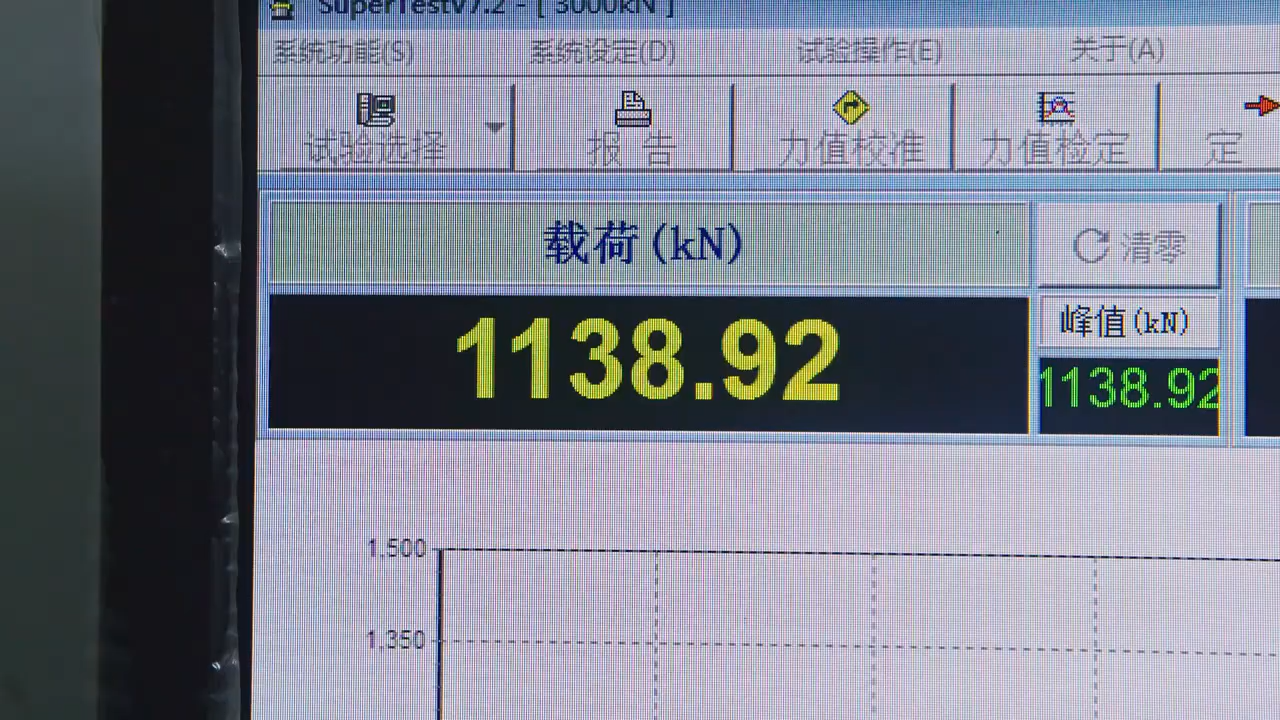 SuperTestV7.2 - [ 3000kN ]
系统功能(S) 系统设定(D) 试验操作(E) 关于(A)
试验选择 报 告 力值校准 力值检定 定
载荷(kN) 清零
峰值(kN)
1138.92 1138.92
1.500
1.350